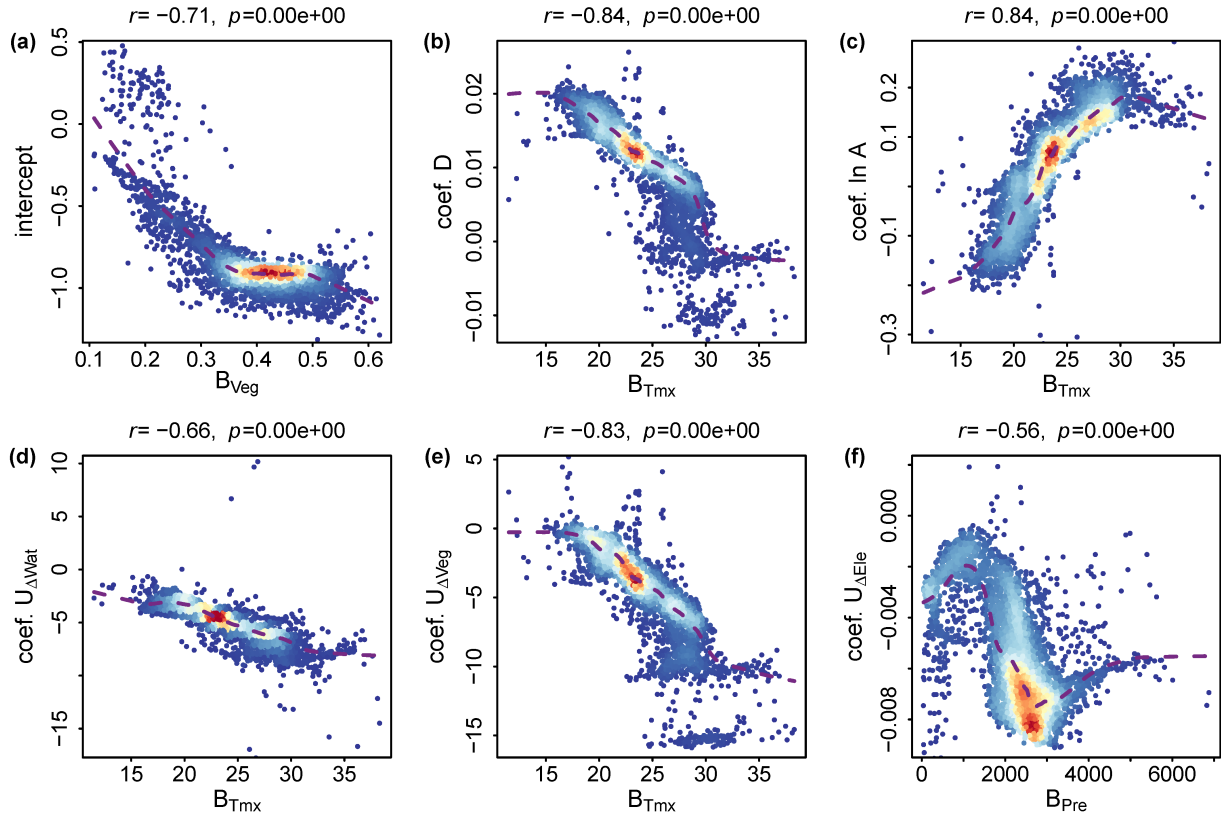 r= −0.71, p=0.00e+00
(a)
0.5
0.0
−0.5
−1.0
intercept
0.1 0.2 0.3 0.4 0.5 0.6
BVeg
r= −0.84, p=0.00e+00
(b)
0.02
0.01
0.00
−0.01
coef. D
15 20 25 30 35
BTmx
r= 0.84, p=0.00e+00
(c)
0.2
0.1
−0.1
−0.3
coef. ln A
15 20 25 30 35
BTmx
r= −0.66, p=0.00e+00
(d)
10
5
0
−5
−15
coef. UΔWat
15 20 25 30 35
BTmx
r= −0.83, p=0.00e+00
(e)
5
0
−5
−10
−15
coef. UΔVeg
15 20 25 30 35
BTmx
r= −0.56, p=0.00e+00
(f)
0.000
−0.004
−0.008
coef. UΔEle
0 2000 4000 6000
BPre